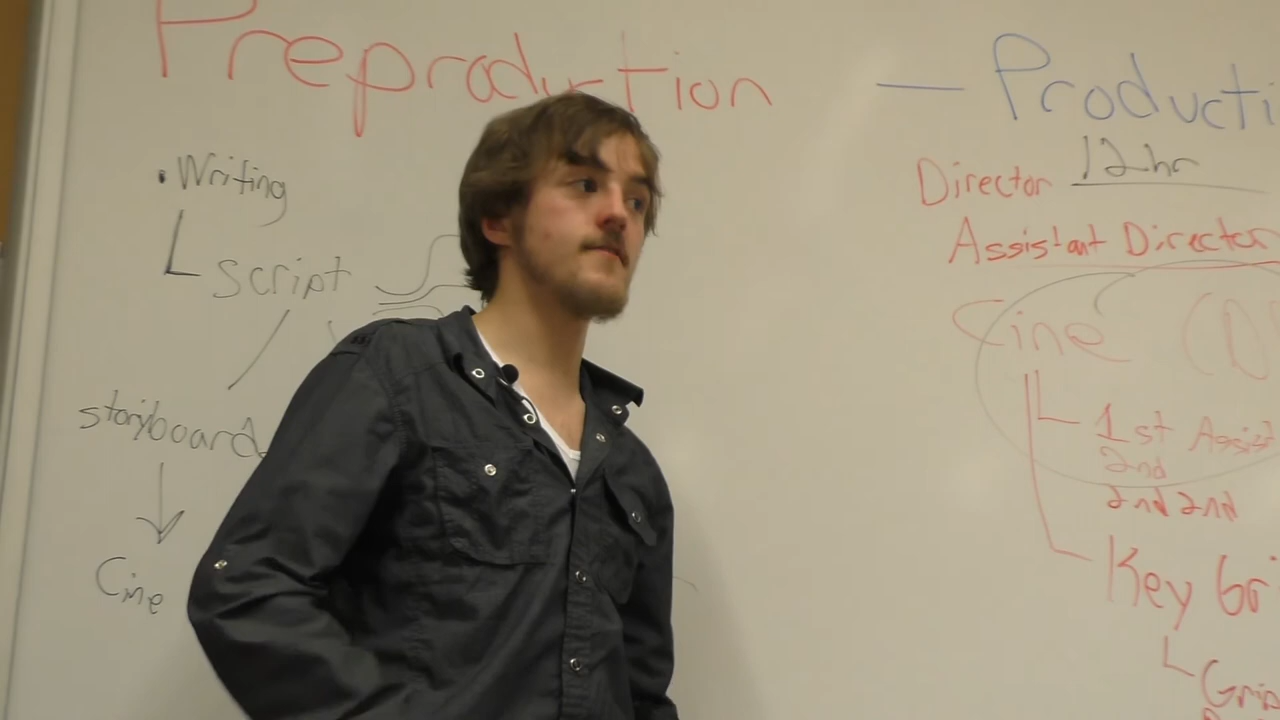 Preproduction
• Writing
script
storyboard
Cine
— Producti
Director 12hr
Assistant Director
Cine (D
1st Assist
2nd
2nd 2nd
Key Gri
Grip